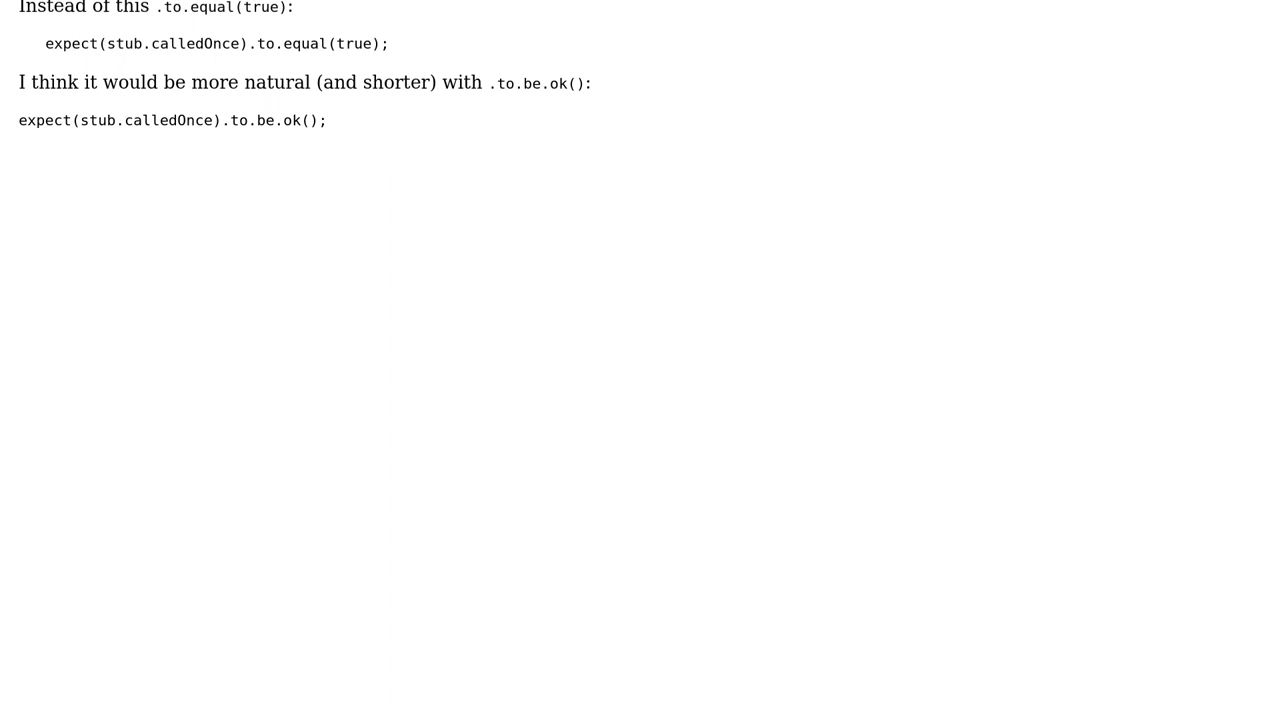 Instead of this .to.equal(true):
expect(stub.calledOnce).to.equal(true);
I think it would be more natural (and shorter) with .to.be.ok():
expect(stub.calledOnce).to.be.ok();